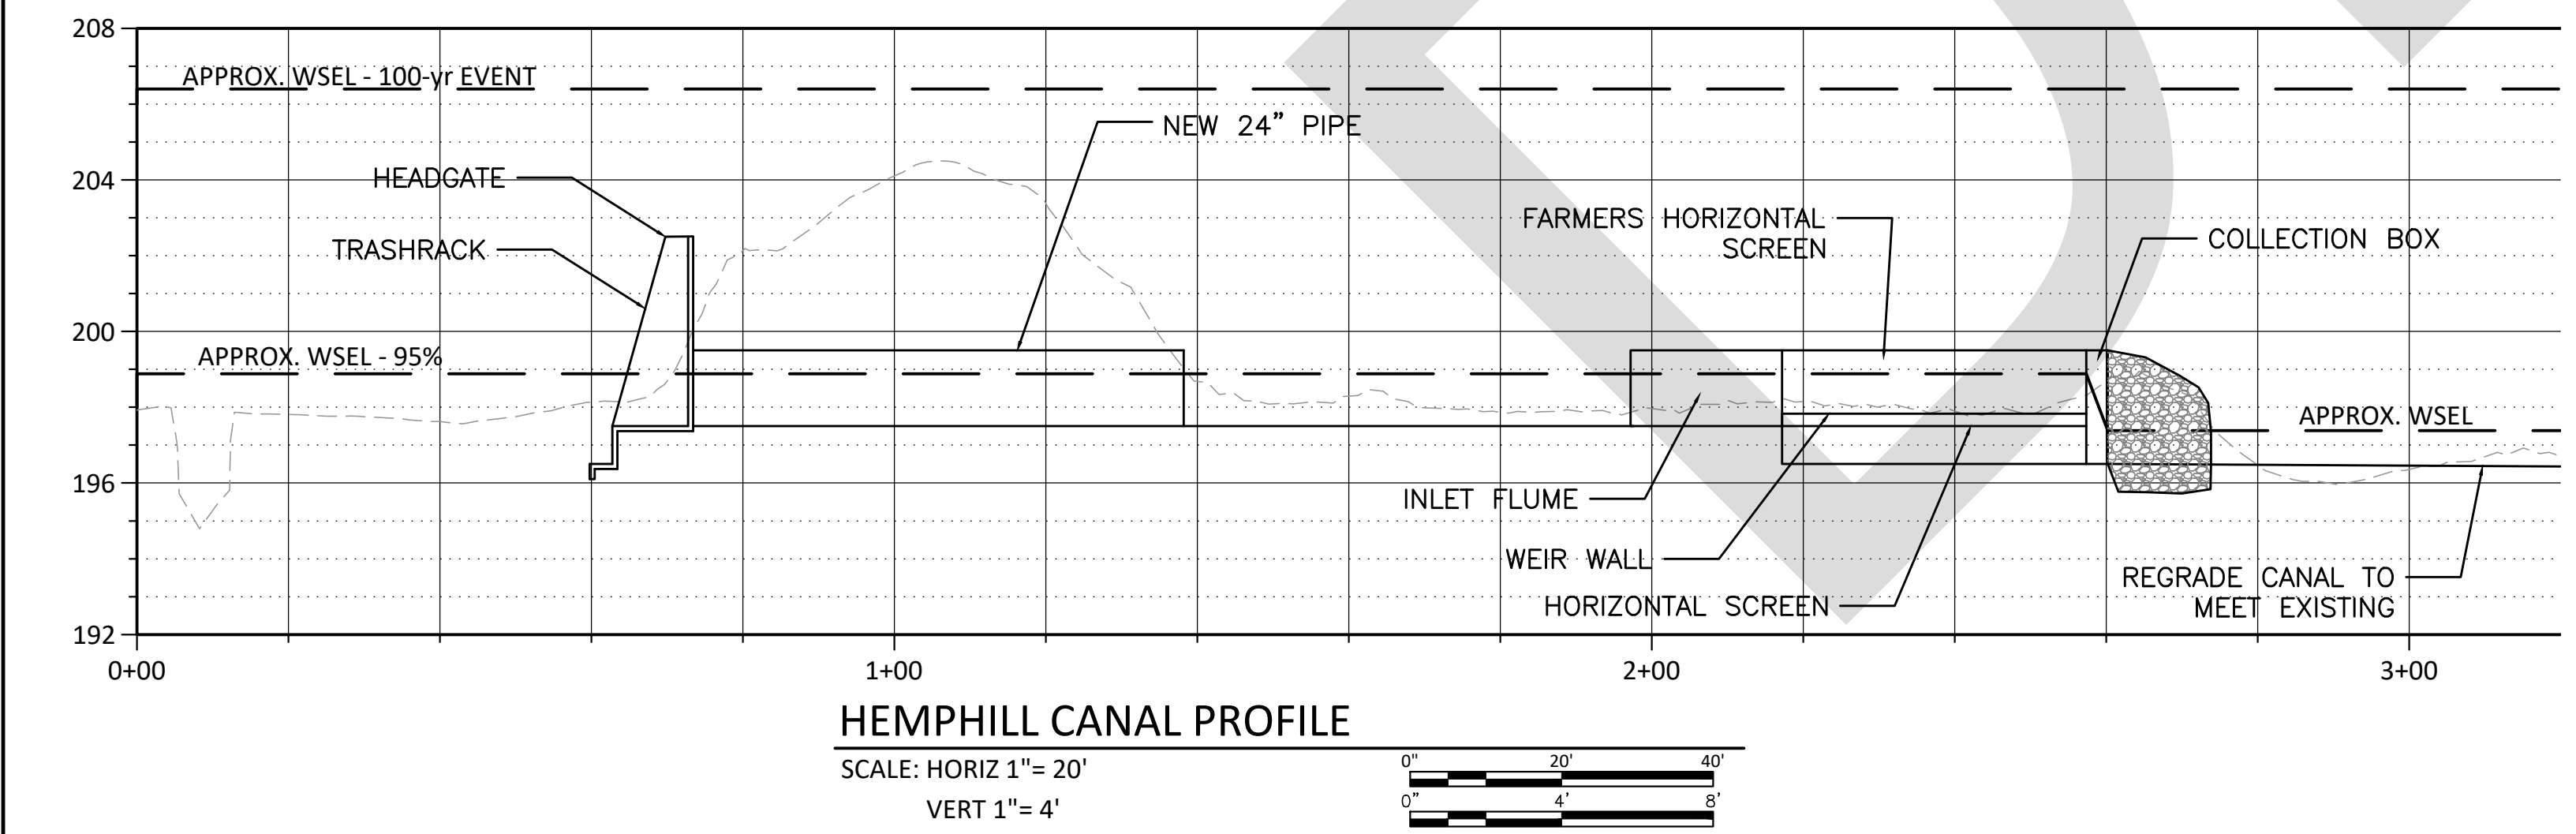 208
APPROX. WSEL - 100-yr EVENT
NEW 24” PIPE
HEADGATE
204
FARMERS HORIZONTAL
SCREEN
TRASHRACK
COLLECTION BOX
200
APPROX. WSEL - 95%
APPROX. WSEL
196
INLET FLUME
WEIR WALL
REGRADE CANAL TO
MEET EXISTING
HORIZONTAL SCREEN
192
0+00 1+00 2+00 3+00
HEMPHILL CANAL PROFILE
SCALE: HORIZ 1"= 20'
VERT 1"= 4'
0" 20' 40'
0" 4' 8'